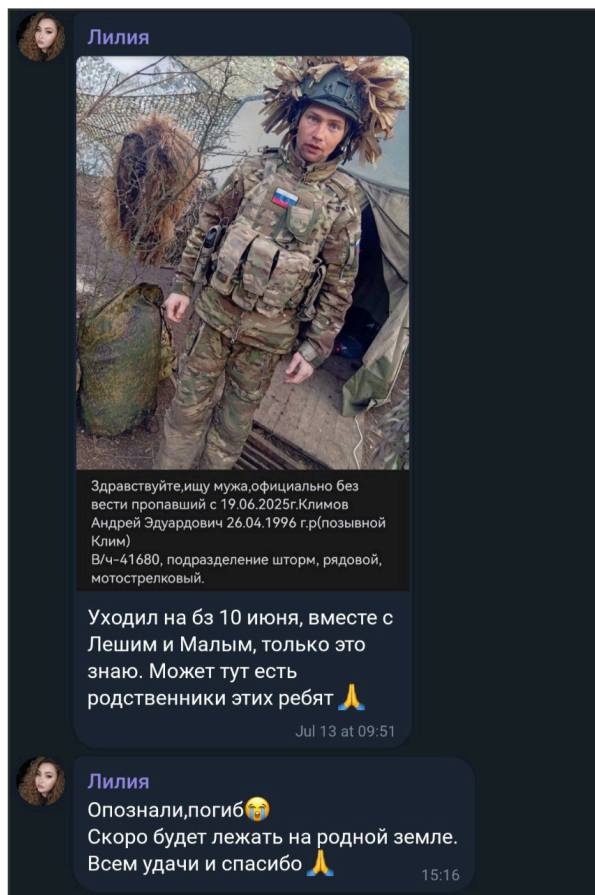 Лилия
Здравствуйте,ищу мужа,официально без
вести пропавший с 19.06.2025г.Климов
Андрей Эдуардович 26.04.1996 г.р(позывной
Клим)
В/ч-41680, подразделение шторм, рядовой,
мотострелковый.
Уходил на бз 10 июня, вместе с
Лешим и Малым, только это
знаю. Может тут есть
родственники этих ребят 🙏
Jul 13 at 09:51
Лилия
Опознали,погиб😭
Скоро будет лежать на родной земле.
Всем удачи и спасибо 🙏
15:16